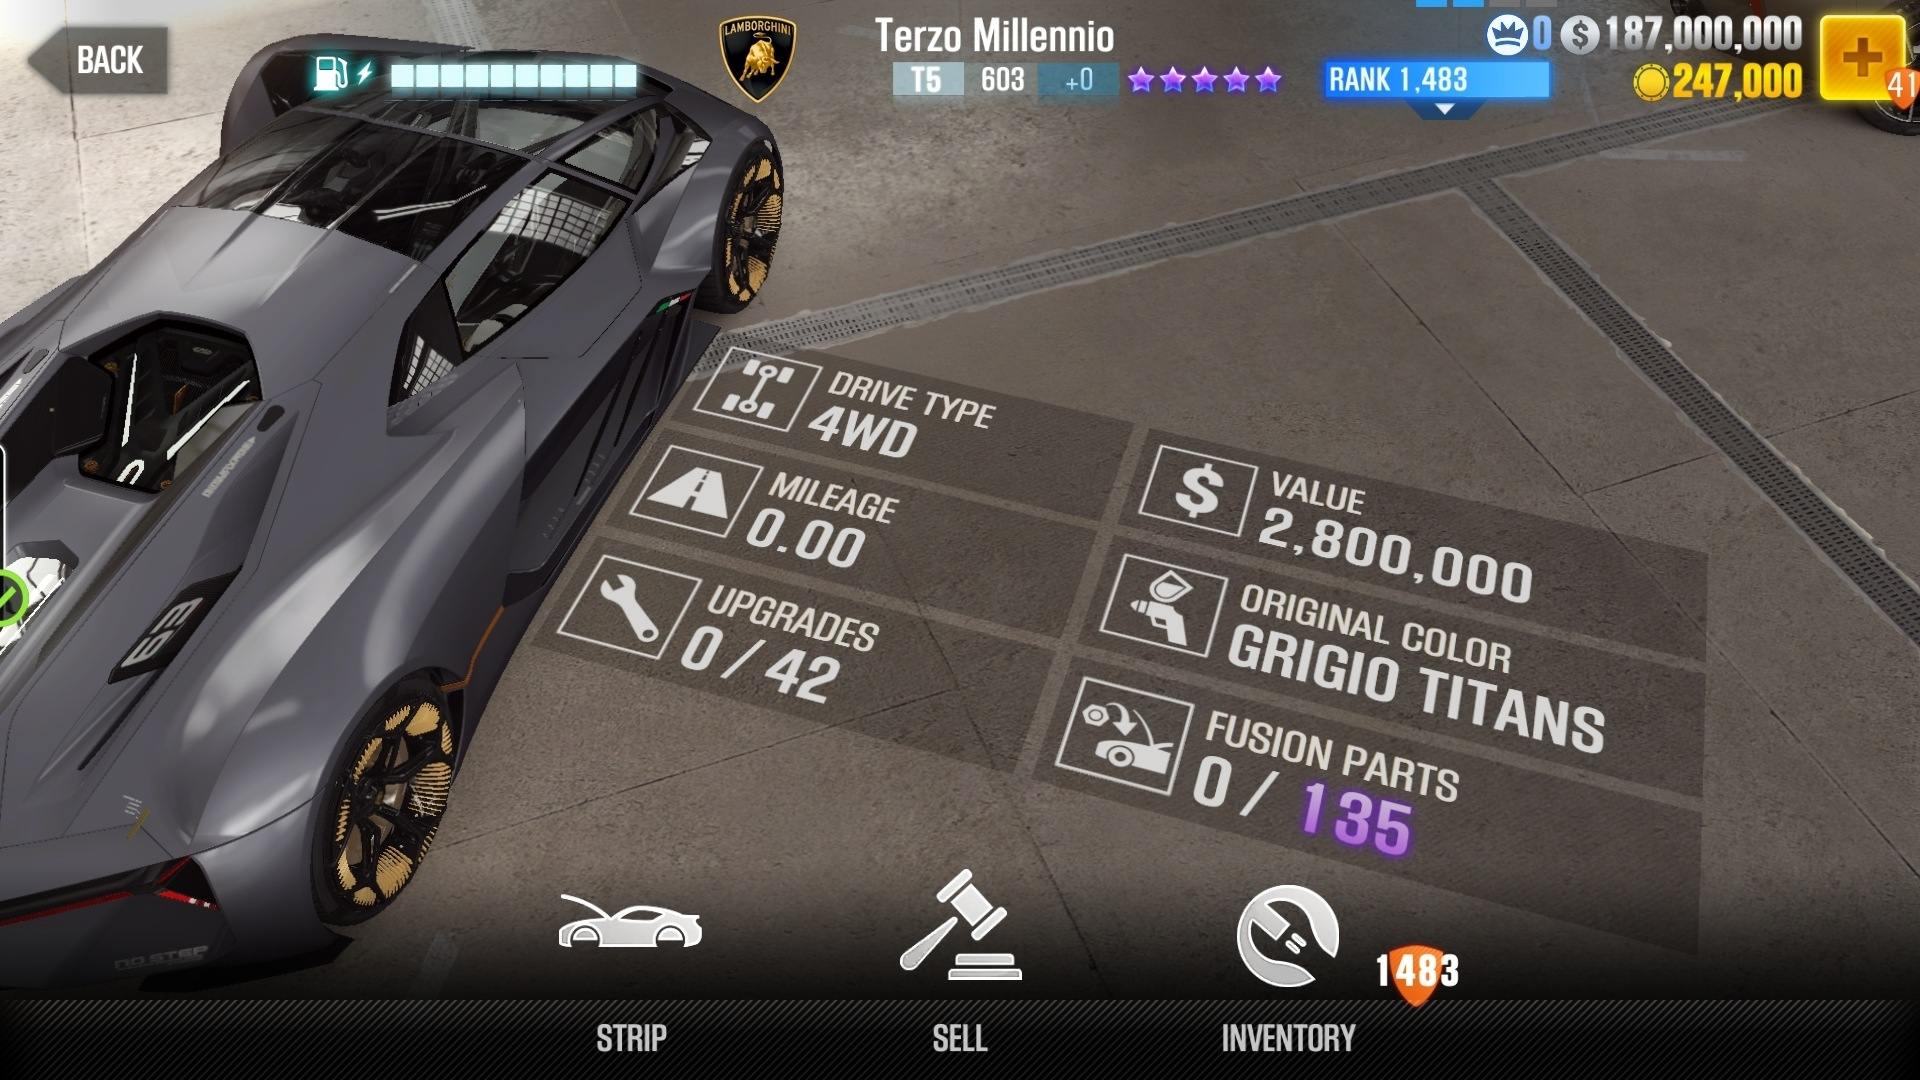 BACK
LAMBORGHINI
Terzo Millennio
T5 603 +0
RANK 1,483
0 $ 187,000,000
247,000
41
DRIVE TYPE
4WD
MILEAGE
0.00
UPGRADES
0 / 42
$ VALUE
2,800,000
ORIGINAL COLOR
GRIGIO TITANS
FUSION PARTS
0 / 135
63
NO STEP
STRIP
SELL
INVENTORY
1483